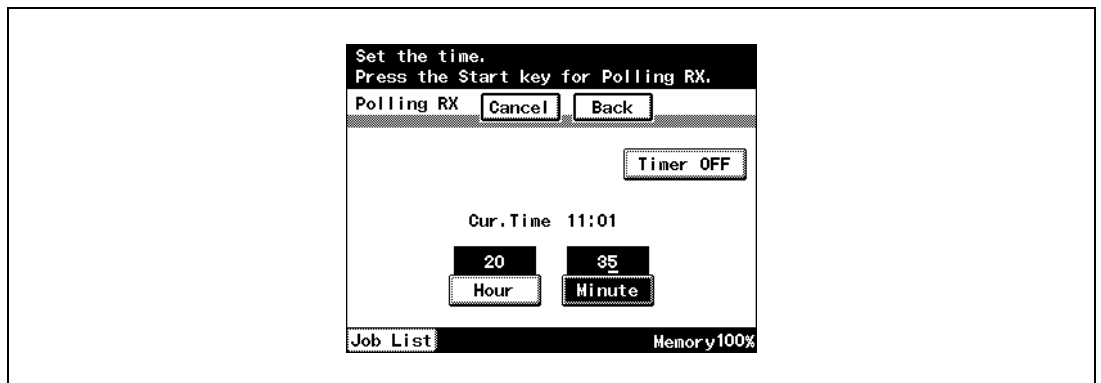 Set the time.
Press the Start key for Polling RX.
Polling RX Cancel Back
Timer OFF
Cur.Time 11:01
20 35
Hour Minute
Job List Memory100%